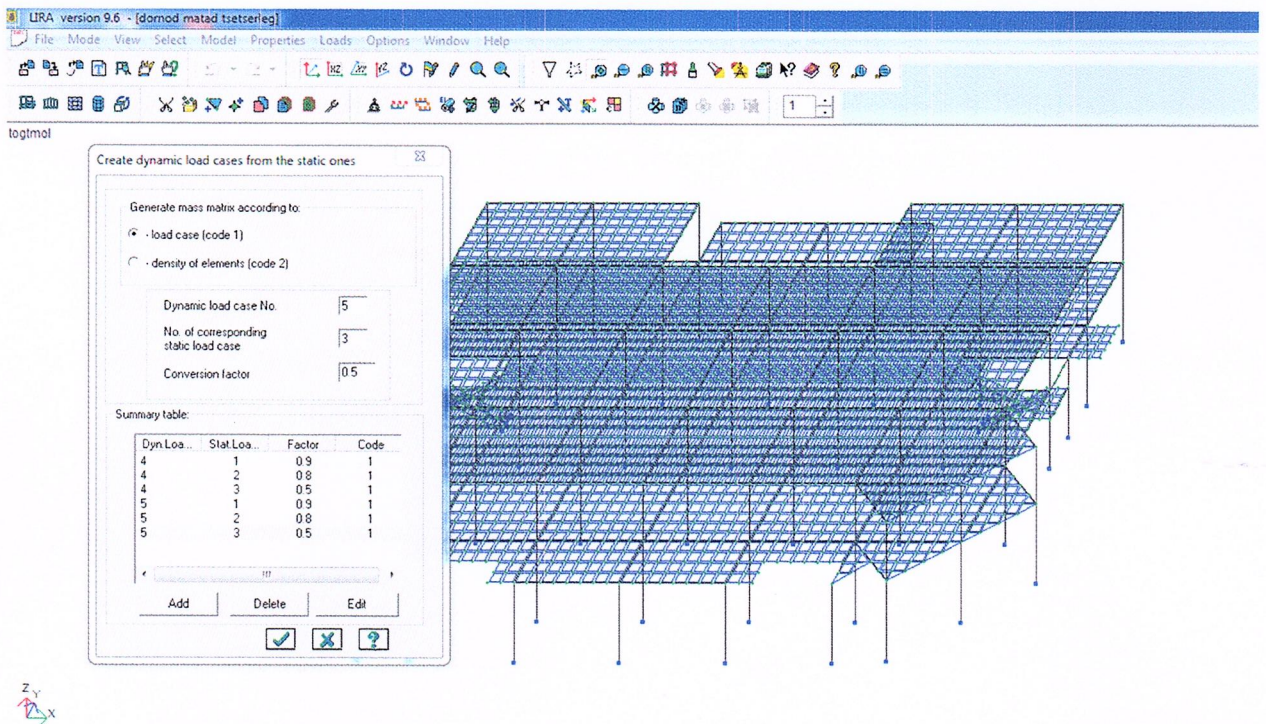 LIRA version 9.6 - [dornod matad tsetserleg]
File Mode View Select Model Properties Loads Options Window Help
1
togtmol
Create dynamic load cases from the static ones
Generate mass matrix according to:
- load case (code 1)
- density of elements (code 2)
Dynamic load case No. 5
No. of corresponding
static load case 3
Conversion factor 0.5
Summary table:
Dyn.Loa... Stat.Loa... Factor Code
4 1 0.9 1
4 2 0.8 1
4 3 0.5 1
5 1 0.9 1
5 2 0.8 1
5 3 0.5 1
Add Delete Edit
Z
Y
X